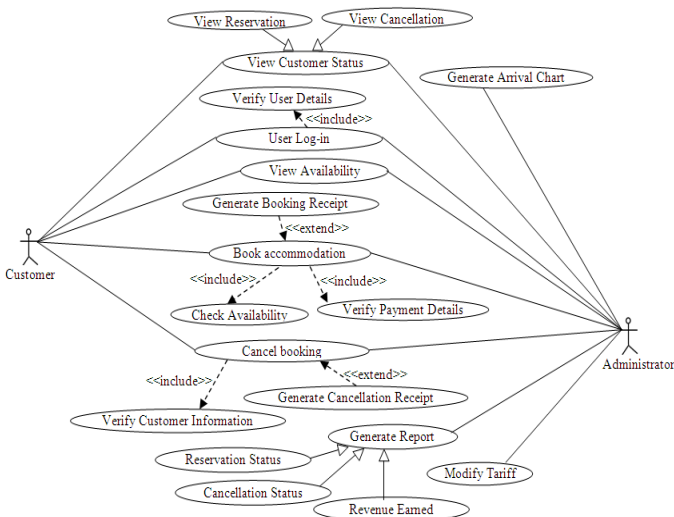 View Reservation
View Cancellation
View Customer Status
Generate Arrival Chart
Verify User Details
<<include>>
User Log-in
View Availability
Generate Booking Receipt
<<extend>>
Book accommodation
Customer
<<include>>
<<include>>
Check Availability
Verify Payment Details
Cancel booking
Administrator
<<include>>
<<extend>>
Generate Cancellation Receipt
Verify Customer Information
Generate Report
Reservation Status
Modify Tariff
Cancellation Status
Revenue Earned